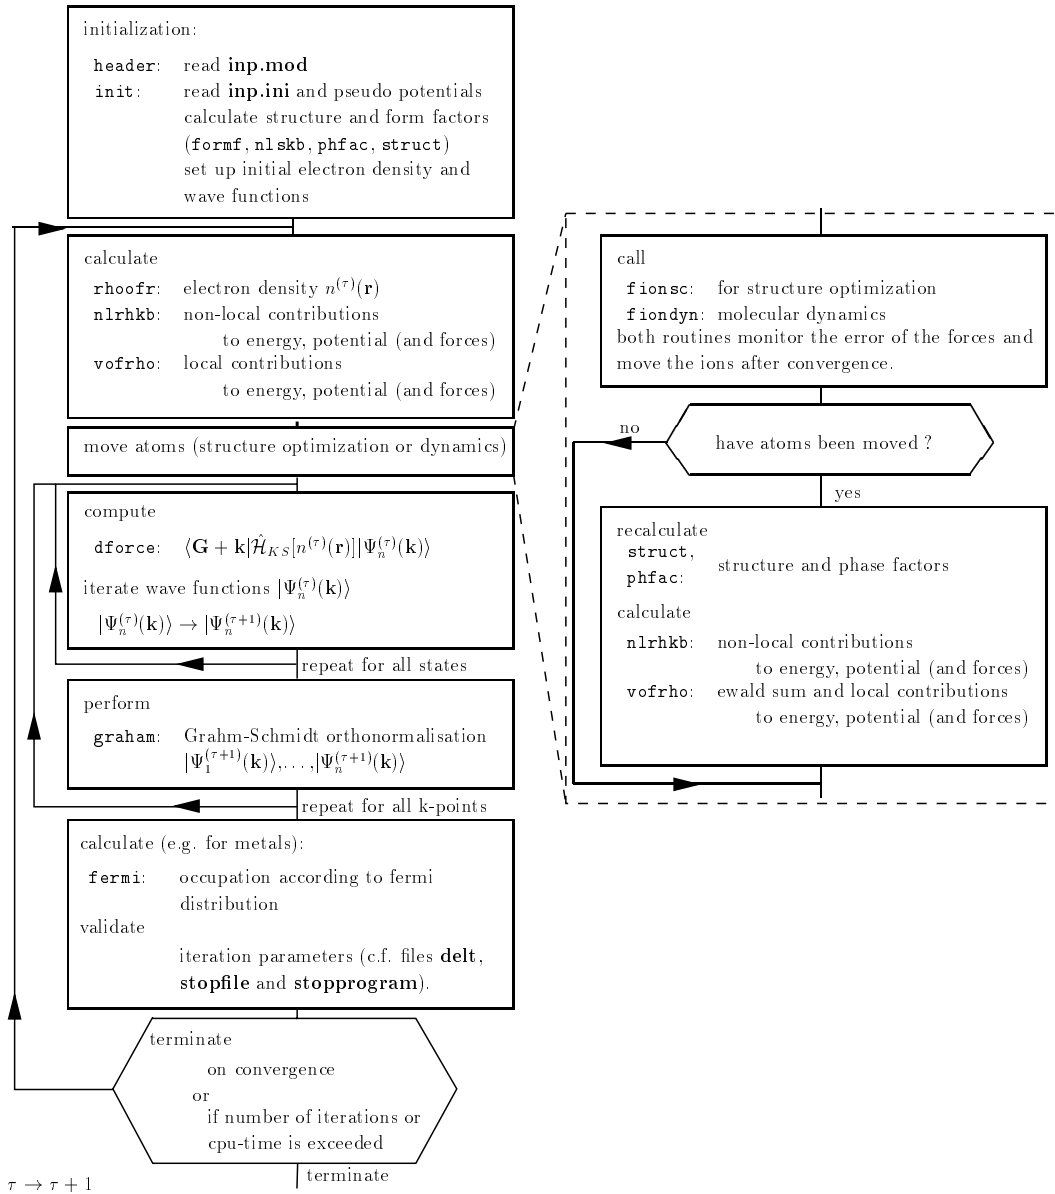 initialization:
header: read inp.mod
init: read inp.ini and pseudo potentials
calculate structure and form factors
(formf, nlskb, phfac, struct)
set up initial electron density and
wave functions
calculate
rhoofr: electron density n^(τ)(r)
nlrhkb: non-local contributions
to energy, potential (and forces)
vofrho: local contributions
to energy, potential (and forces)
move atoms (structure optimization or dynamics)
compute
dforce: ⟨G + k|Ĥ_KS[n^(τ)(r)]|Ψ_n^(τ)(k)⟩
iterate wave functions |Ψ_n^(τ)(k)⟩
|Ψ_n^(τ)(k)⟩ → |Ψ_n^(τ+1)(k)⟩
repeat for all states
perform
graham: Grahm-Schmidt orthonormalisation
|Ψ_1^(τ+1)(k)⟩,...,|Ψ_n^(τ+1)(k)⟩
repeat for all k-points
calculate (e.g. for metals):
fermi: occupation according to fermi
distribution
validate
iteration parameters (c.f. files delt,
stopfile and stopprogram).
terminate
on convergence
or
if number of iterations or
cpu-time is exceeded
terminate
τ → τ + 1
call
fionsc: for structure optimization
fiondyn: molecular dynamics
both routines monitor the error of the forces and
move the ions after convergence.
no
have atoms been moved ?
yes
recalculate
struct,
phfac: structure and phase factors
calculate
nlrhkb: non-local contributions
to energy, potential (and forces)
vofrho: ewald sum and local contributions
to energy, potential (and forces)